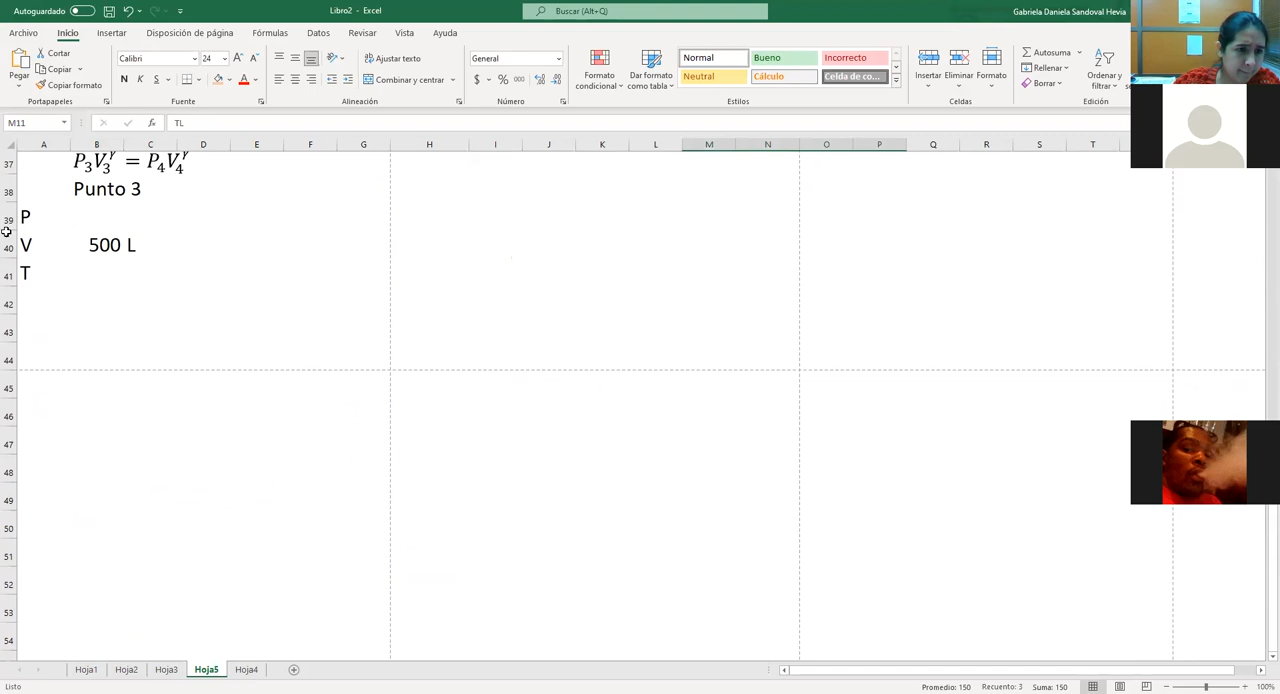 Autoguardado
Libro2 - Excel
Buscar (Alt+Q)
Gabriela Daniela Sandoval Hevia
Archivo Inicio Insertar Disposición de página Fórmulas Datos Revisar Vista Ayuda
Pegar
Cortar
Copiar
Copiar formato
Portapapeles
Calibri 24
N K S
Fuente
Ajustar texto
Combinar y centrar
Alineación
General
$ % 000
Número
Formato condicional
Dar formato como tabla
Normal Bueno Incorrecto
Neutral Cálculo Celda de co...
Estilos
Insertar Eliminar Formato
Celdas
Autosuma
Rellenar
Borrar
Ordenar y filtrar
Edición
M11 fx TL
A B C D E F G H I J K L M N O P Q R S T
37 P₃V₃^γ = P₄V₄^γ
38 Punto 3
39 P
40 V 500 L
41 T
42
43
44
45
46
47
48
49
50
51
52
53
54
Hoja1 Hoja2 Hoja3 Hoja5 Hoja4
Listo
Promedio: 150 Recuento: 3 Suma: 150
100%